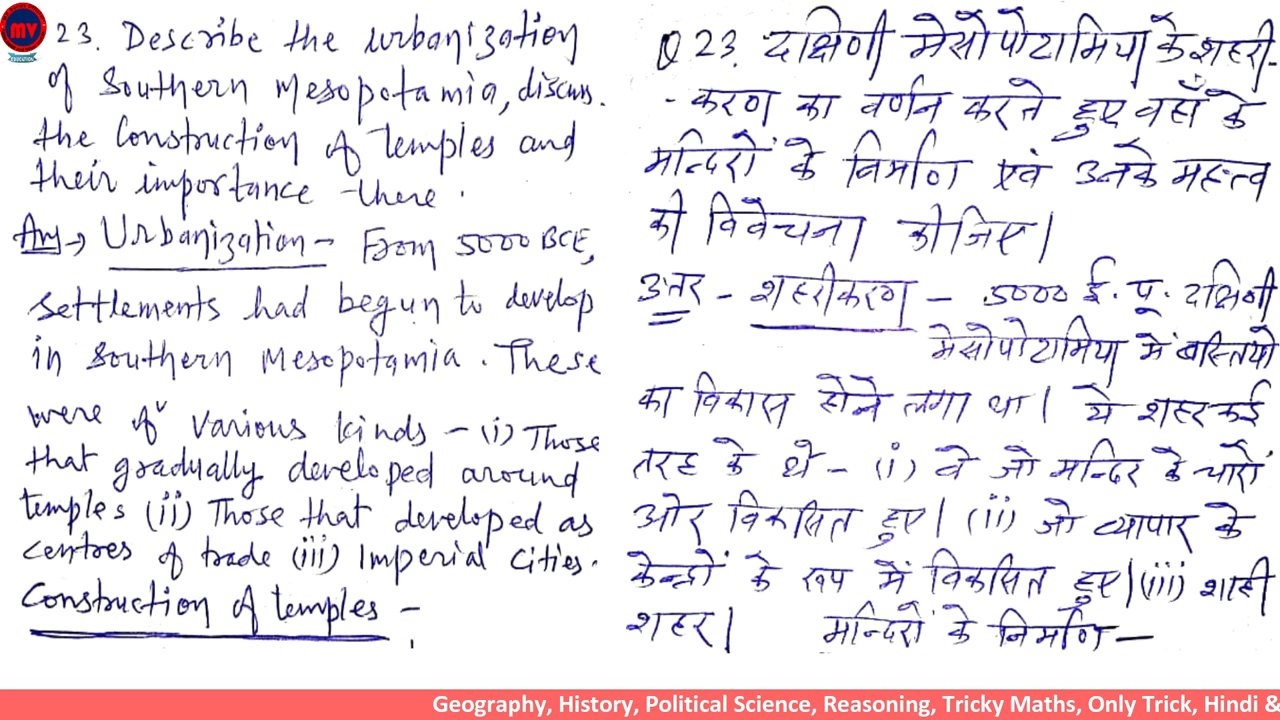 mv
EDUCATION
23. Describe the urbanization
of Southern Mesopotamia, discuss
the Construction of temples and
their importance there.
Ans → Urbanization - From 5000 BCE,
settlements had begun to develop
in Southern Mesopotamia. These
were of various kinds - (i) Those
that gradually developed around
temples (ii) Those that developed as
centres of trade (iii) Imperial Cities.
Construction of temples -
Q 23. दक्षिणी मेसोपोटामिया के शहरी-
- करण का वर्णन करते हुए वहाँ के
मन्दिरों के निर्माण एवं उनके महत्व
की विवेचना कीजिए।
उत्तर - शहरीकरण - 5000 ई. पू. दक्षिणी
मेसोपोटामिया में बस्तियों
का विकास होने लगा था। ये शहर कई
तरह के थे - (i) वे जो मन्दिर के चारों
ओर विकसित हुए। (ii) जो व्यापार के
केन्द्रों के रूप में विकसित हुए। (iii) शाही
शहर। मन्दिरों के निर्माण -
Geography, History, Political Science, Reasoning, Tricky Maths, Only Trick, Hindi &